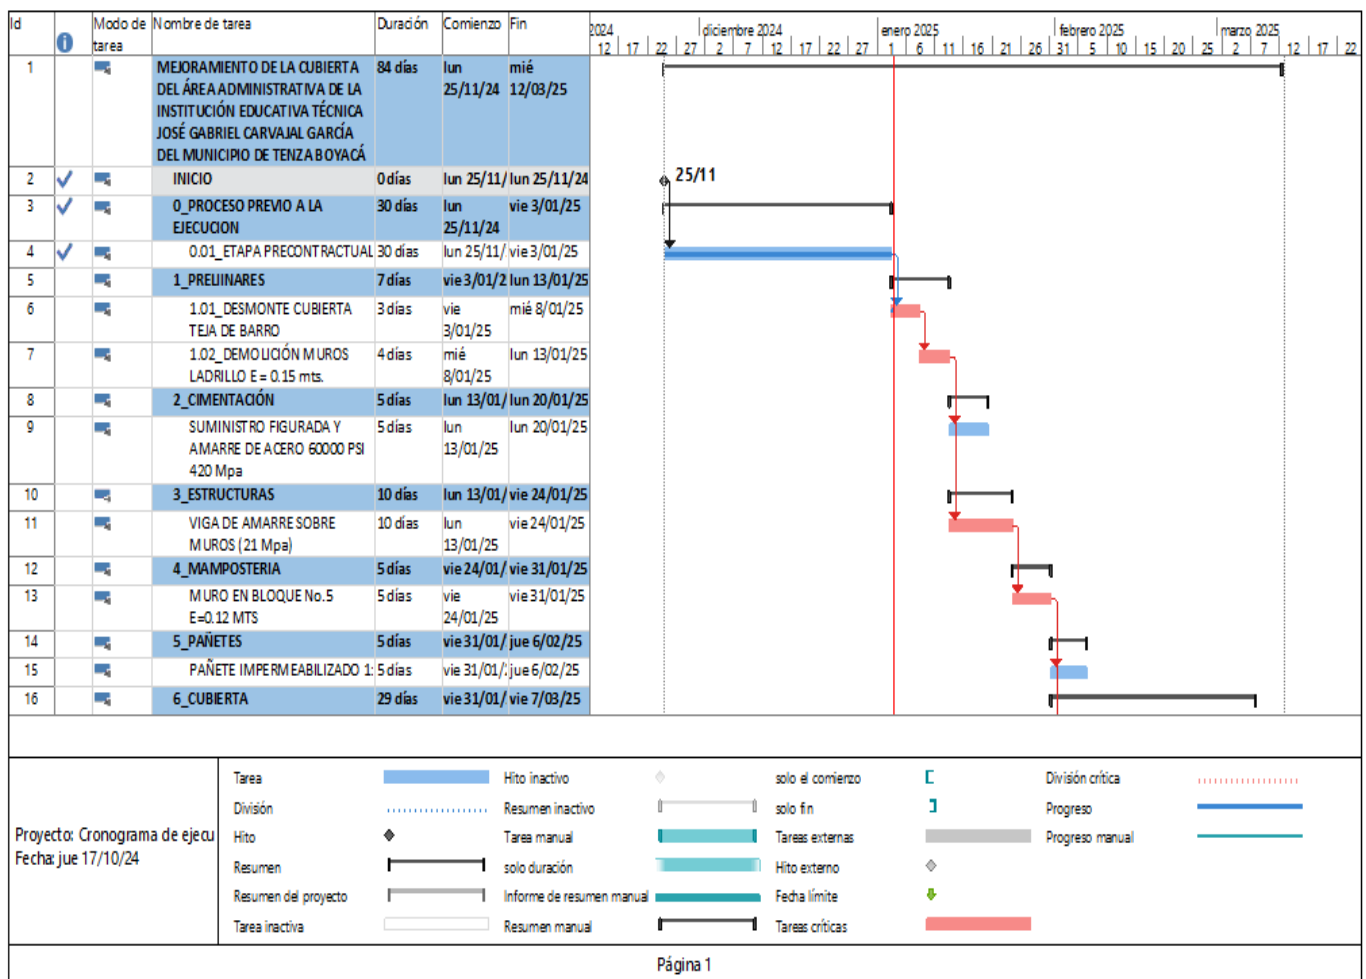 Id Modo de tarea Nombre de tarea Duración Comienzo Fin
2024 diciembre 2024 enero 2025 febrero 2025 marzo 2025
12 17 22 27 2 7 12 17 22 27 1 6 11 16 21 26 31 5 10 15 20 25 2 7 12 17 22
1 MEJORAMIENTO DE LA CUBIERTA 84 días lun mié
DEL ÁREA ADMINISTRATIVA DE LA 25/11/24 12/03/25
INSTITUCIÓN EDUCATIVA TÉCNICA
JOSÉ GABRIEL CARVAJAL GARCÍA
DEL MUNICIPIO DE TENZA BOYACÁ
2 INICIO 0 días lun 25/11/ lun 25/11/24
25/11
3 0_PROCESO PREVIO A LA 30 días lun vie 3/01/25
EJECUCION 25/11/24
4 0.01_ETAPA PRECONTRACTUAL 30 días lun 25/11/ vie 3/01/25
5 1_PRELIINARES 7 días vie 3/01/2 lun 13/01/25
6 1.01_DESMONTE CUBIERTA 3 días vie mié 8/01/25
TEJA DE BARRO 3/01/25
7 1.02_DEMOLICIÓN MUROS 4 días mié lun 13/01/25
LADRILLO E = 0.15 mts. 8/01/25
8 2_CIMENTACIÓN 5 días lun 13/01/ lun 20/01/25
9 SUMINISTRO FIGURADA Y 5 días lun lun 20/01/25
AMARRE DE ACERO 60000 PSI 13/01/25
420 Mpa
10 3_ESTRUCTURAS 10 días lun 13/01/ vie 24/01/25
11 VIGA DE AMARRE SOBRE 10 días lun vie 24/01/25
MUROS (21 Mpa) 13/01/25
12 4_MAMPOSTERIA 5 días vie 24/01/ vie 31/01/25
13 MURO EN BLOQUE No.5 5 días vie vie 31/01/25
E=0.12 MTS 24/01/25
14 5_PAÑETES 5 días vie 31/01/ jue 6/02/25
15 PAÑETE IMPERMEABILIZADO 1: 5 días vie 31/01/ jue 6/02/25
16 6_CUBIERTA 29 días vie 31/01/ vie 7/03/25
Proyecto: Cronograma de ejecu
Fecha: jue 17/10/24
Tarea Hito inactivo solo el comienzo División crítica
División Resumen inactivo solo fin Progreso
Hito Tarea manual Tareas externas Progreso manual
Resumen solo duración Hito externo
Resumen del proyecto Informe de resumen manual Fecha límite
Tarea inactiva Resumen manual Tareas críticas
Página 1